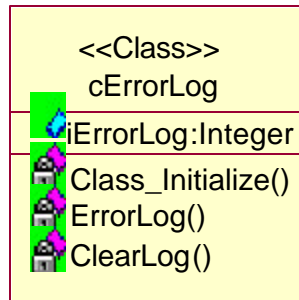 <<Class>>
cErrorLog
iErrorLog:Integer
Class_Initialize()
ErrorLog()
ClearLog()